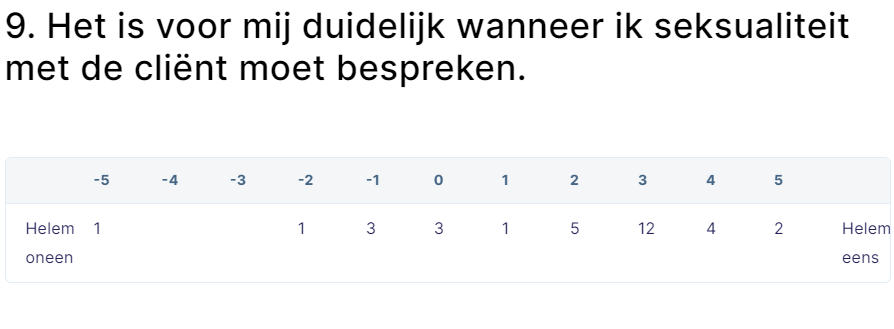 9. Het is voor mij duidelijk wanneer ik seksualiteit
met de cliënt moet bespreken.
-5 -4 -3 -2 -1 0 1 2 3 4 5
Helem 1 1 3 3 1 5 12 4 2 Helem
oneen eens